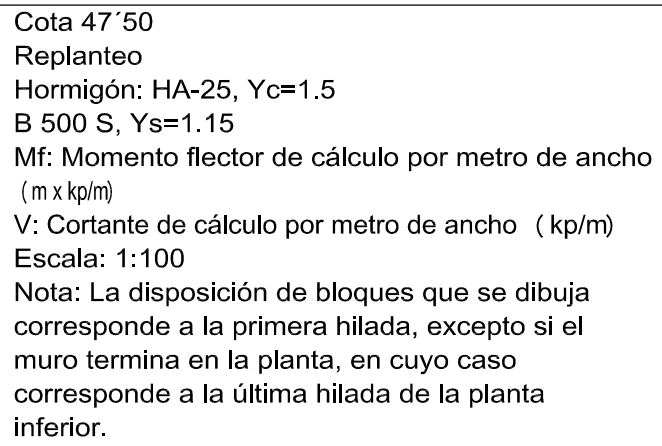 Cota 47´50
Replanteo
Hormigón: HA-25, Yc=1.5
B 500 S, Ys=1.15
Mf: Momento flector de cálculo por metro de ancho
( m x kp/m)
V: Cortante de cálculo por metro de ancho ( kp/m)
Escala: 1:100
Nota: La disposición de bloques que se dibuja
corresponde a la primera hilada, excepto si el
muro termina en la planta, en cuyo caso
corresponde a la última hilada de la planta
inferior.